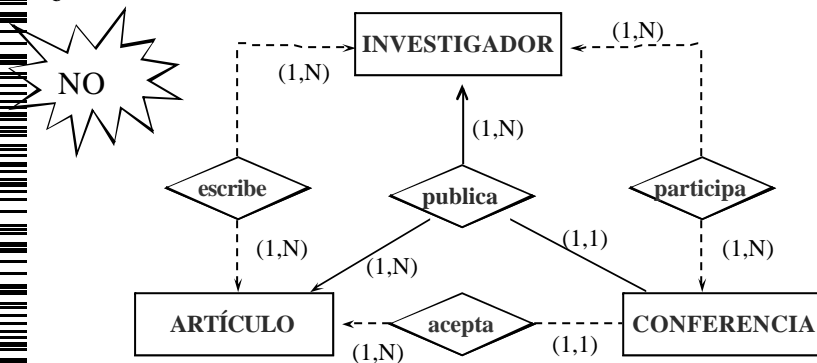 INVESTIGADOR
(1,N)
(1,N)
NO
(1,N)
escribe
publica
participa
(1,N)
(1,N)
(1,1)
(1,N)
ARTÍCULO
acepta
CONFERENCIA
(1,N)
(1,1)